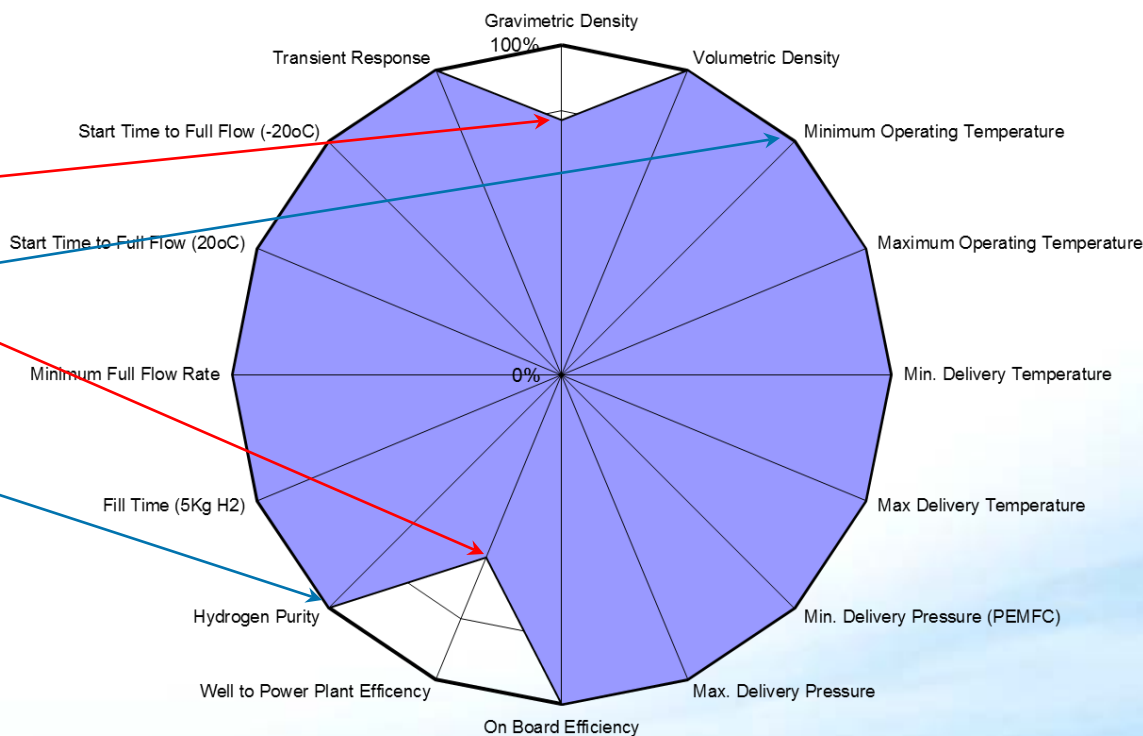 Gravimetric Density
100%
Transient Response
Volumetric Density
Start Time to Full Flow (-20oC)
Minimum Operating Temperature
Start Time to Full Flow (20oC)
Maximum Operating Temperature
Minimum Full Flow Rate
0%
Min. Delivery Temperature
Fill Time (5Kg H2)
Max Delivery Temperature
Hydrogen Purity
Min. Delivery Pressure (PEMFC)
Well to Power Plant Efficency
Max. Delivery Pressure
On Board Efficiency